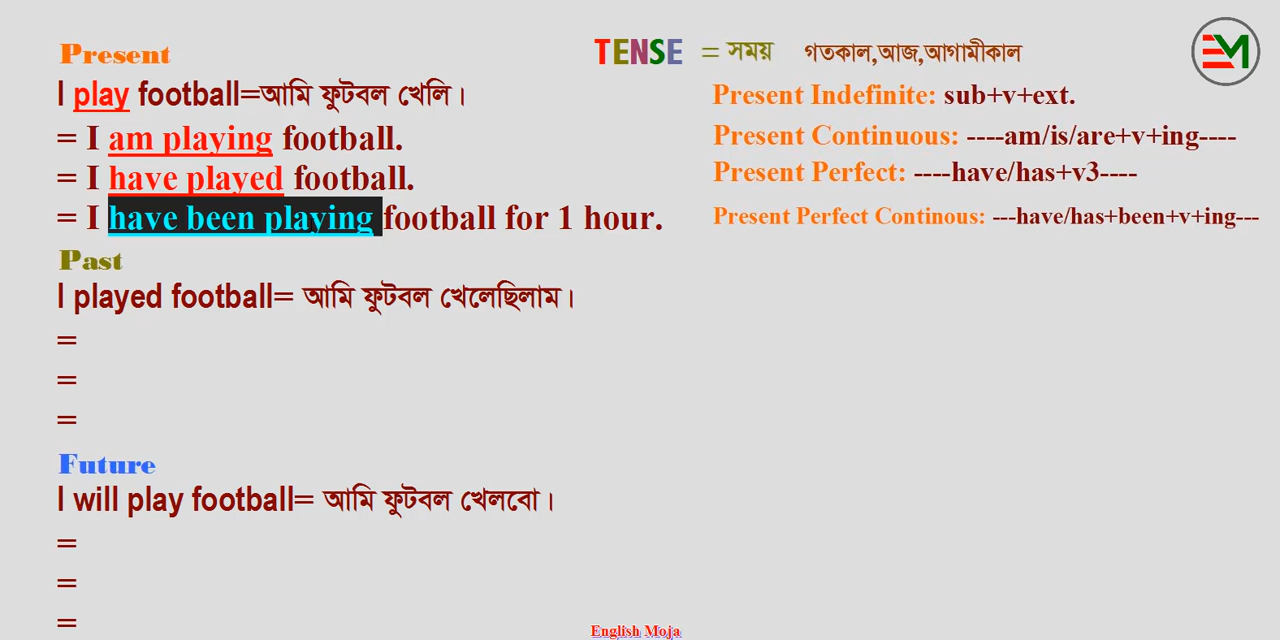 TENSE = সময় গতকাল,আজ,আগামীকাল
EM
Present
I play football=আমি ফুটবল খেলি।
= I am playing football.
= I have played football.
= I have been playing football for 1 hour.
Present Indefinite: sub+v+ext.
Present Continuous: ----am/is/are+v+ing----
Present Perfect: ----have/has+v3----
Present Perfect Continous: ---have/has+been+v+ing---
Past
I played football= আমি ফুটবল খেলেছিলাম।
=
=
=
Future
I will play football= আমি ফুটবল খেলবো।
=
=
=
English Moja